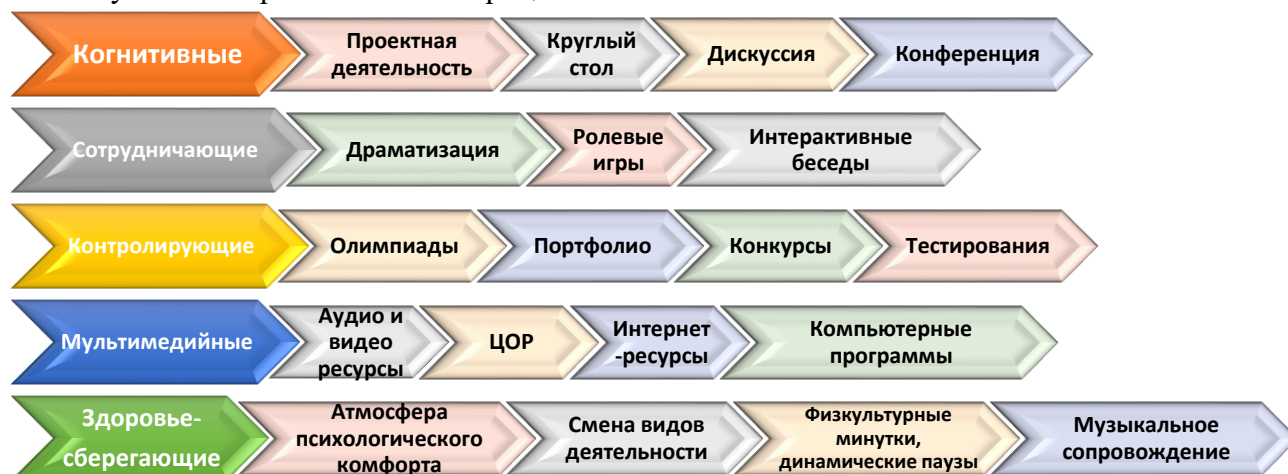 Когнитивные
Проектная
деятельность
Круглый
стол
Дискуссия
Конференция
Сотрудничающие
Драматизация
Ролевые
игры
Интерактивные
беседы
Контролирующие
Олимпиады
Портфолио
Конкурсы
Тестирования
Мультимедийные
Аудио и
видео
ресурсы
ЦОР
Интернет
-ресурсы
Компьютерные
программы
Здоровье-
сберегающие
Атмосфера
психологического
комфорта
Смена видов
деятельности
Физкультурные
минутки,
динамические паузы
Музыкальное
сопровождение